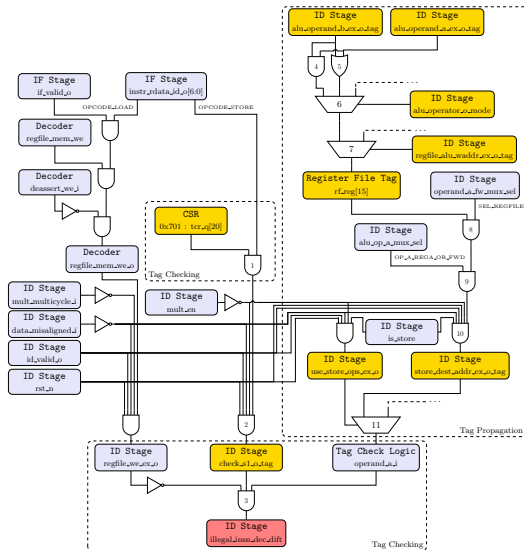 ID Stage
alu_operand_b_ex_o_tag
ID Stage
alu_operand_a_ex_o_tag
4
5
IF Stage
if_valid_o
IF Stage
instr_rdata_id_o[6:0]
6
ID Stage
alu_operator_o_mode
OPCODE_LOAD
OPCODE_STORE
Decoder
regfile_mem_we
7
ID Stage
regfile_alu_waddr_ex_o_tag
Decoder
deassert_we_i
Register File Tag
rf_reg[15]
ID Stage
operand_a_fw_mux_sel
SEL_REGFILE
CSR
0x701 : tcr_q[20]
ID Stage
alu_op_a_mux_sel
8
Decoder
regfile_mem_we_o
1
Tag Checking
OP_A_REGA_OR_FWD
9
ID Stage
mult_multicycle_i
ID Stage
mult_en
ID Stage
data_misaligned_i
ID Stage
is_store
10
ID Stage
id_valid_o
ID Stage
use_store_ops_ex_o
ID Stage
store_dest_addr_ex_o_tag
ID Stage
rst_n
2
11
Tag Propagation
ID Stage
regfile_we_ex_o
ID Stage
check_s1_o_tag
Tag Check Logic
operand_a_i
3
ID Stage
illegal_insn_dec_dift
Tag Checking